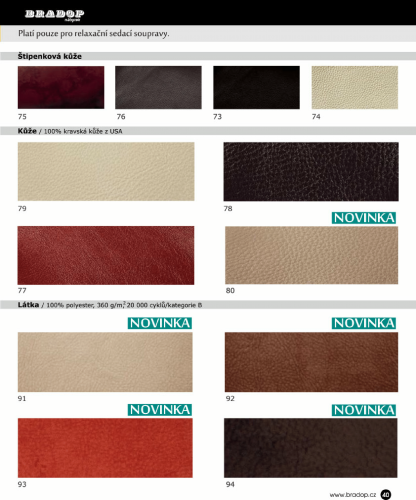 BRADOP
nábytek
Platí pouze pro relaxační sedací soupravy.
Štípenková kůže
75 76 73 74
Kůže / 100% kravská kůže z USA
79 78
NOVINKA
77 80
Látka / 100% polyester, 360 g/m², 20 000 cyklů/kategorie B
NOVINKA NOVINKA
91 92
NOVINKA NOVINKA
93 94
www.bradop.cz 40